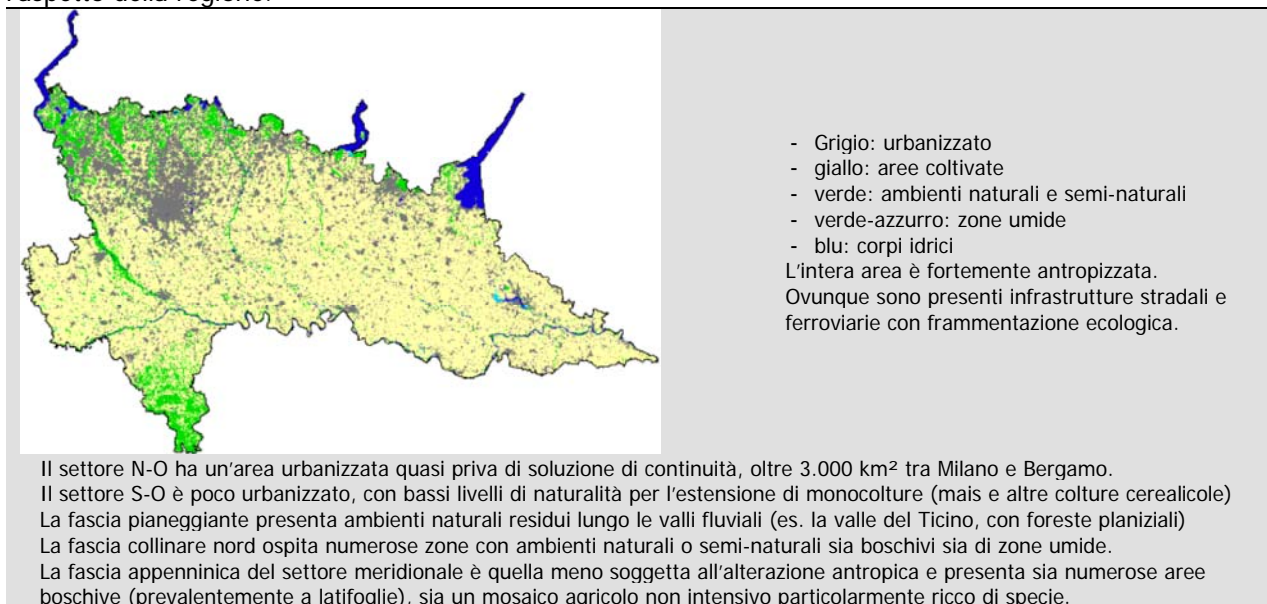 l'aspetto della regione.
- Grigio: urbanizzato
- giallo: aree coltivate
- verde: ambienti naturali e semi-naturali
- verde-azzurro: zone umide
- blu: corpi idrici
L'intera area è fortemente antropizzata.
Ovunque sono presenti infrastrutture stradali e
ferroviarie con frammentazione ecologica.
Il settore N-O ha un'area urbanizzata quasi priva di soluzione di continuità, oltre 3.000 km² tra Milano e Bergamo.
Il settore S-O è poco urbanizzato, con bassi livelli di naturalità per l'estensione di monocolture (mais e altre colture cerealicole)
La fascia pianeggiante presenta ambienti naturali residui lungo le valli fluviali (es. la valle del Ticino, con foreste planiziali)
La fascia collinare nord ospita numerose zone con ambienti naturali o semi-naturali sia boschivi sia di zone umide.
La fascia appenninica del settore meridionale è quella meno soggetta all'alterazione antropica e presenta sia numerose aree
boschive (prevalentemente a latifoglie), sia un mosaico agricolo non intensivo particolarmente ricco di specie.